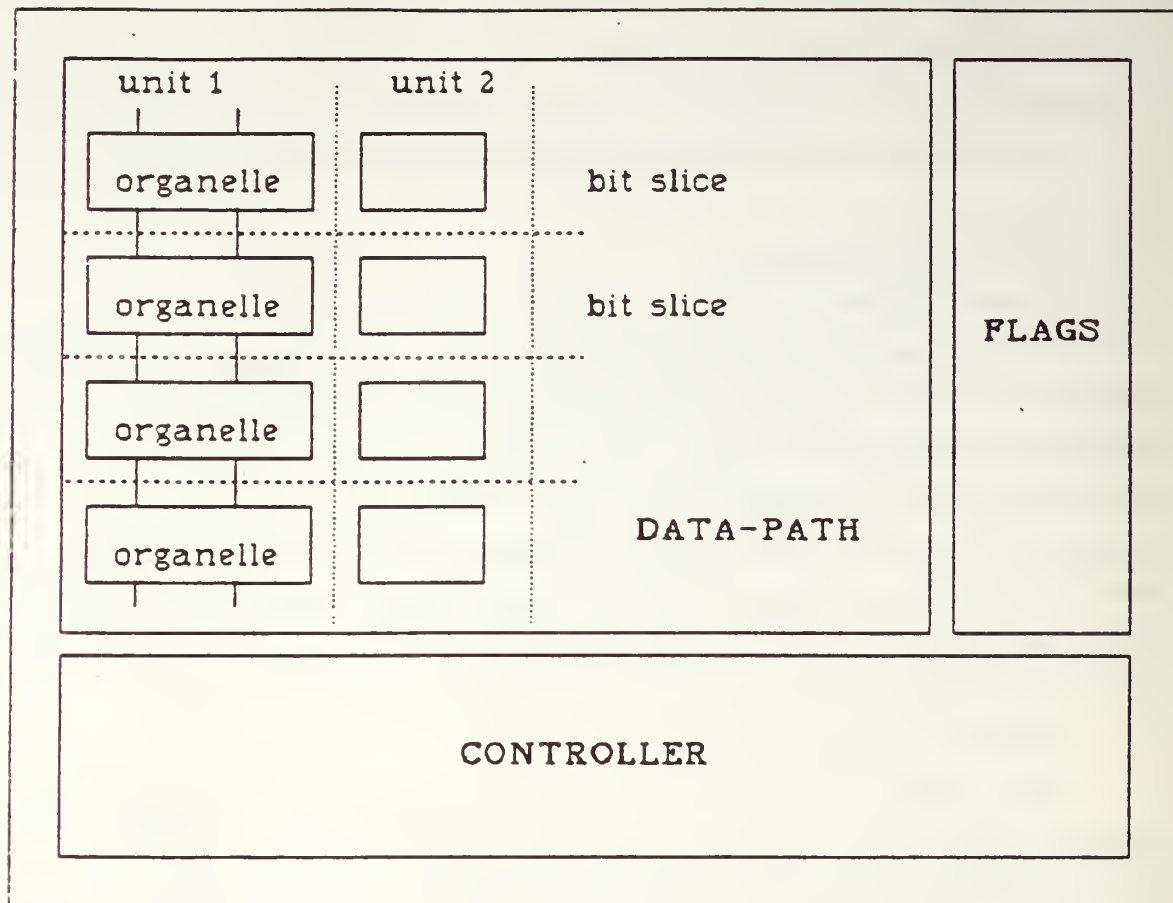 unit 1 unit 2
organelle bit slice
organelle bit slice
FLAGS
organelle
organelle DATA-PATH
CONTROLLER